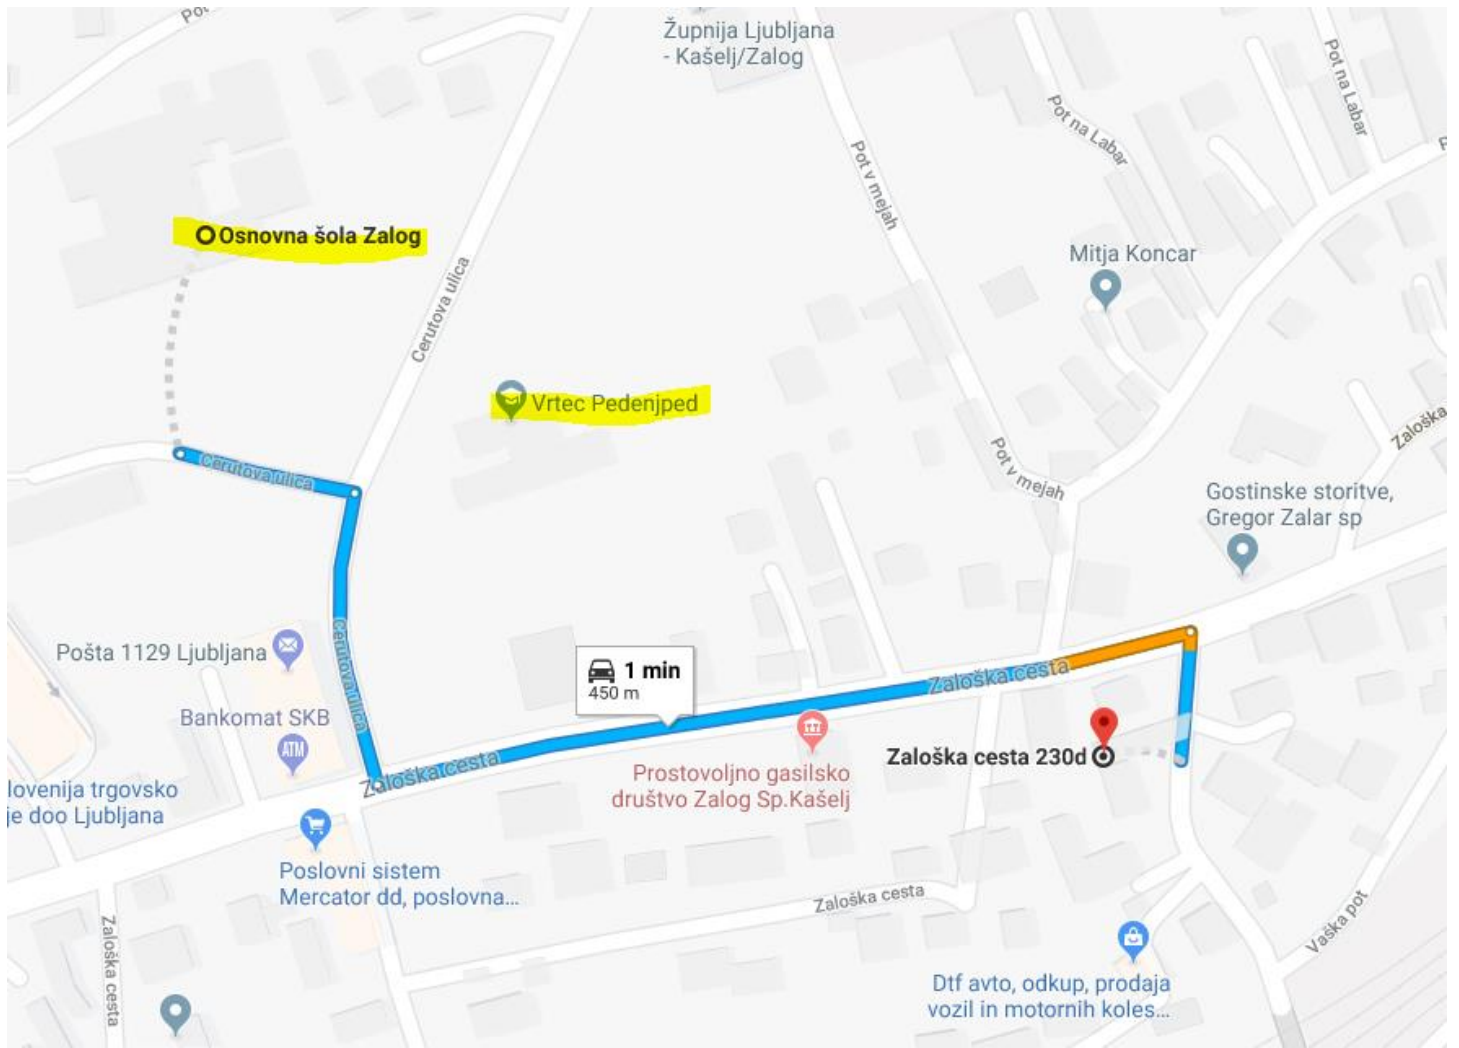 Župnija Ljubljana
- Kašelj/Zalog
Pot na Labar
Pot na Labar
Pot v mejah
Osnovna šola Zalog
Mitja Koncar
Cerutova ulica
Vrtec Pedenjped
Zaloška
Cerutova ulica
Pot v mejah
Gostinske storitve,
Gregor Zalar sp
Cerutova ulica
Pošta 1129 Ljubljana
1 min
450 m
Zaloška cesta
Bankomat SKB
ATM
Zaloška cesta
Zaloška cesta 230d
Prostovoljno gasilsko
društvo Zalog Sp.Kašelj
lovenija trgovsko
je doo Ljubljana
Poslovni sistem
Mercator dd, poslovna...
Zaloška cesta
Zaloška cesta
Vaška pot
Dtf avto, odkup, prodaja
vozil in motornih koles...